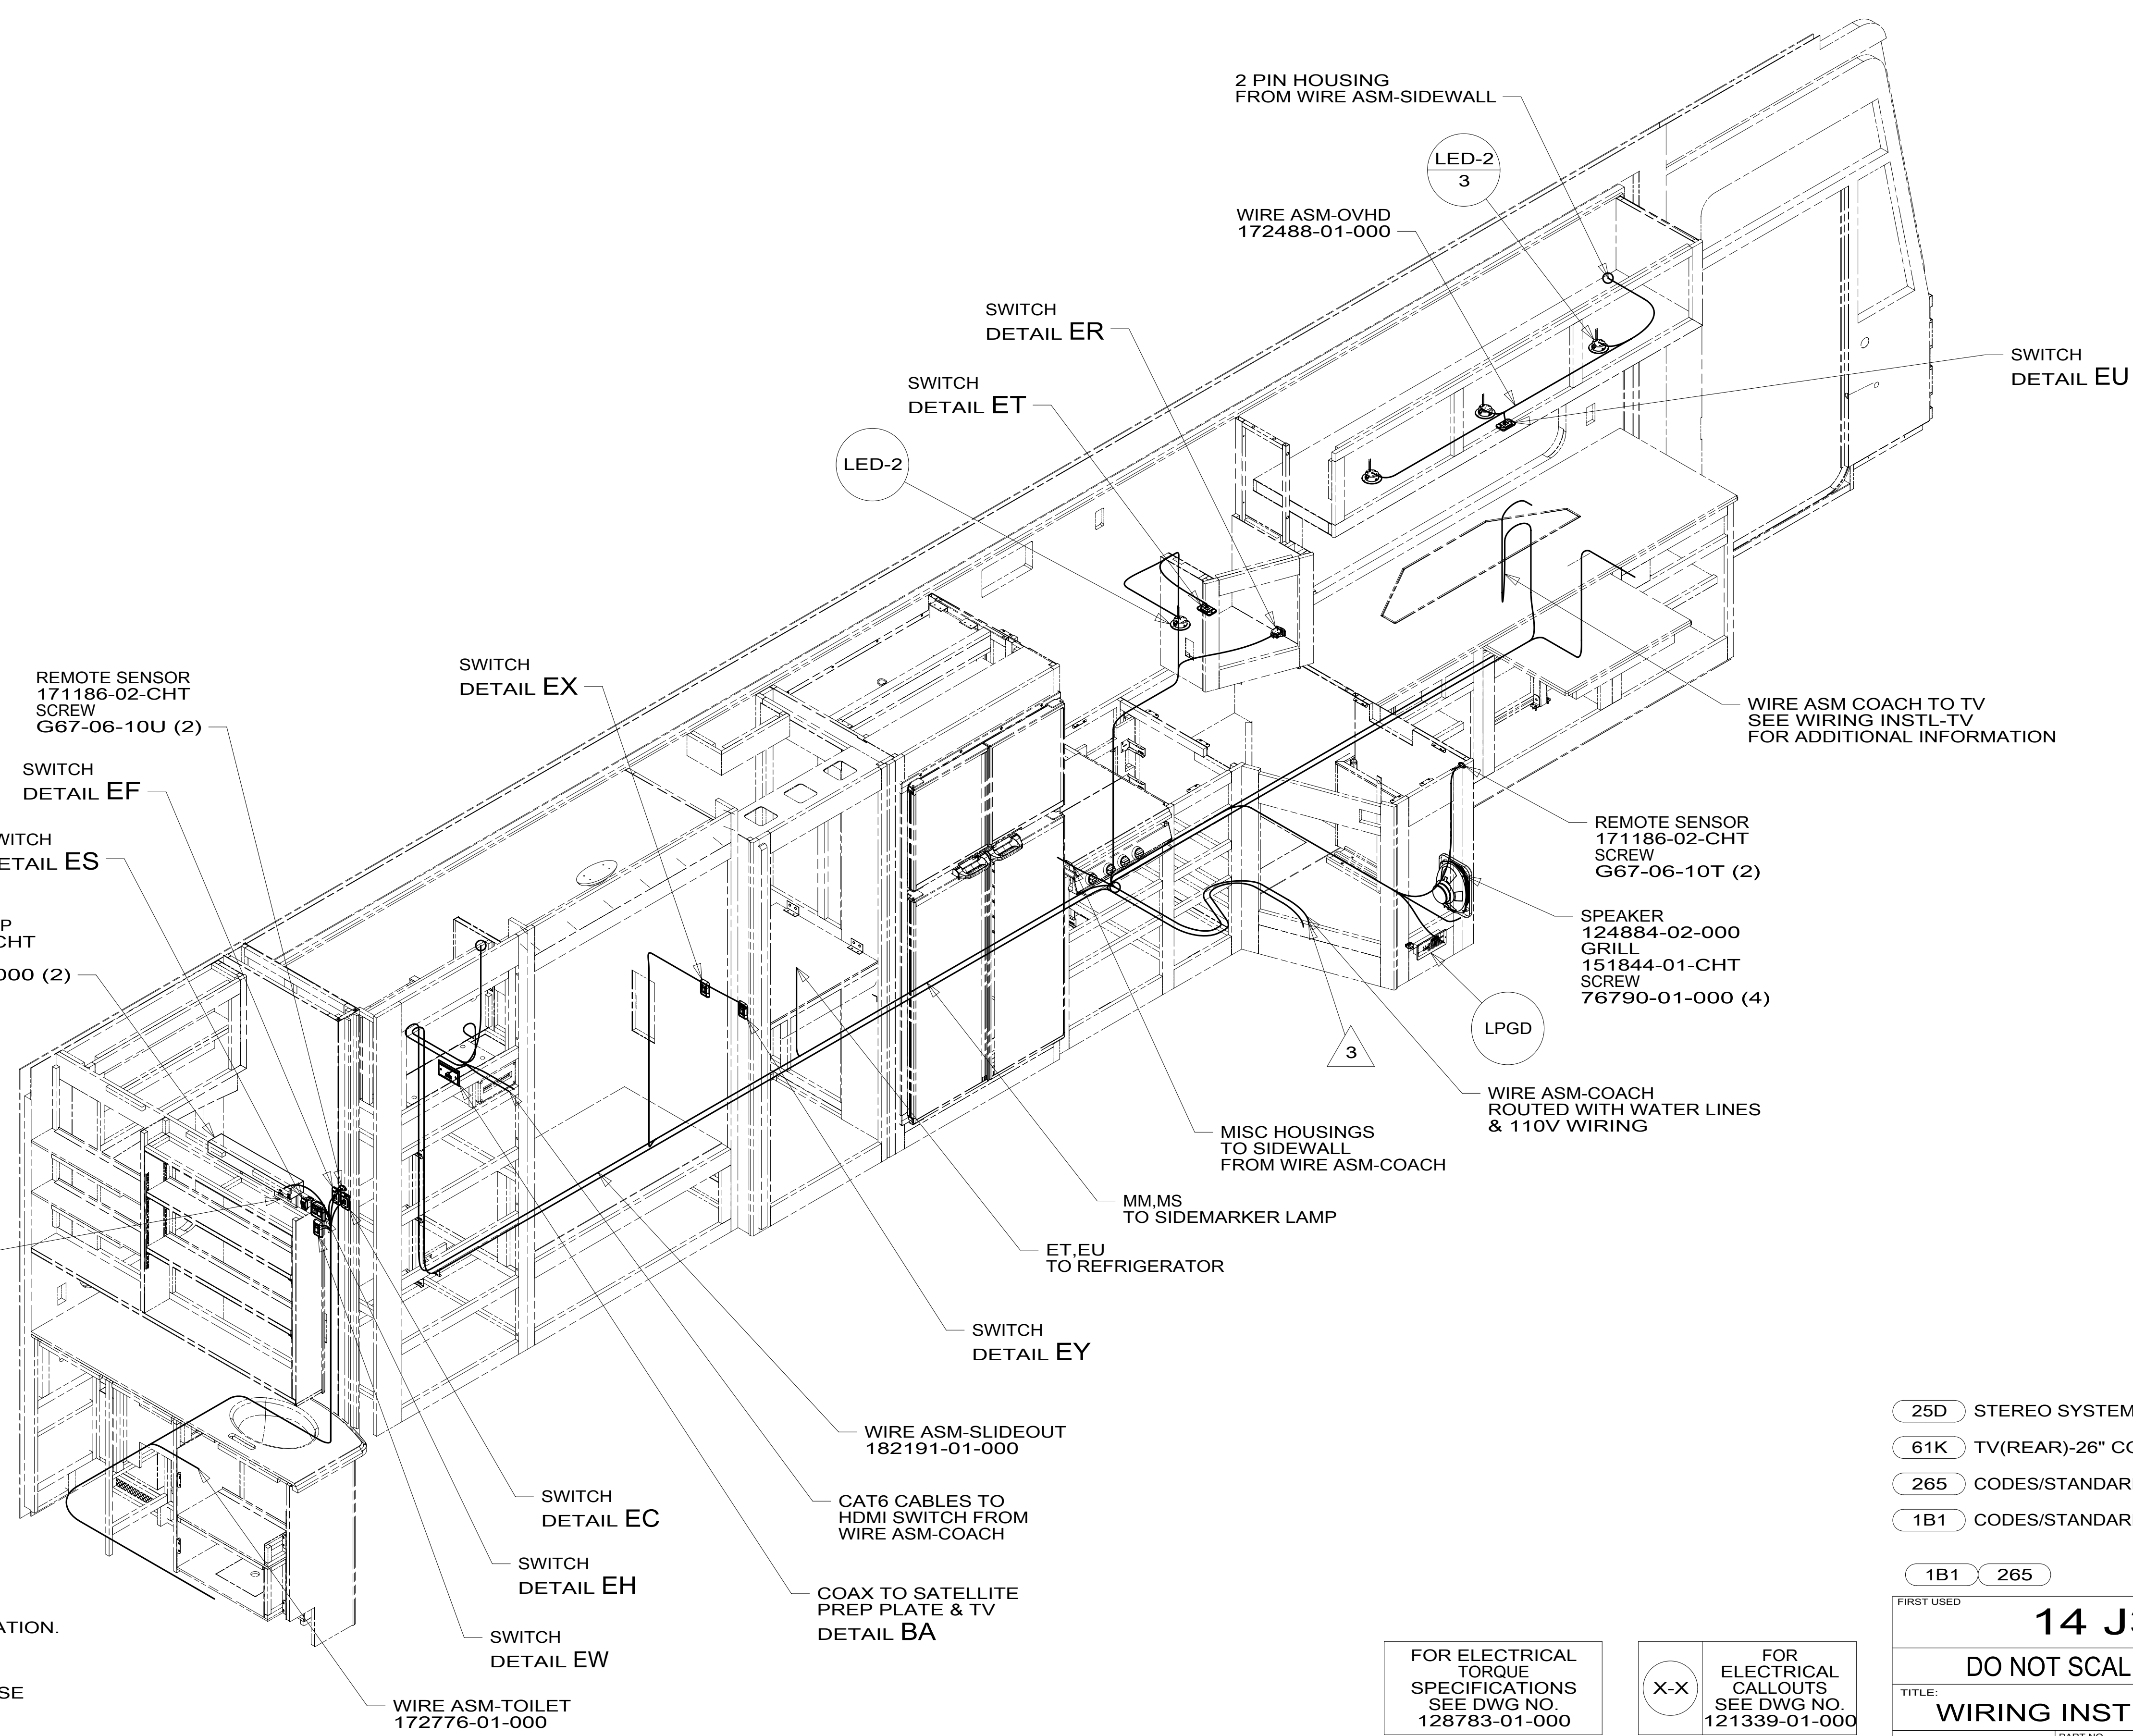 2 PIN HOUSING
FROM WIRE ASM-SIDEWALL
LED-2
3
WIRE ASM-OVHD
172488-01-000
SWITCH
DETAIL ER
SWITCH
DETAIL EU
SWITCH
DETAIL ET
LED-2
REMOTE SENSOR
171186-02-CHT
SCREW
G67-06-10U (2)
SWITCH
DETAIL EX
WIRE ASM COACH TO TV
SEE WIRING INSTL-TV
FOR ADDITIONAL INFORMATION
SWITCH
DETAIL EF
DETAIL ES
REMOTE SENSOR
171186-02-CHT
SCREW
G67-06-10T (2)
P
CHT
000 (2)
SPEAKER
124884-02-000
GRILL
151844-01-CHT
SCREW
76790-01-000 (4)
LPGD
3
WIRE ASM-COACH
ROUTED WITH WATER LINES
& 110V WIRING
MISC HOUSINGS
TO SIDEWALL
FROM WIRE ASM-COACH
MM,MS
TO SIDEMARKER LAMP
ET,EU
TO REFRIGERATOR
SWITCH
DETAIL EY
WIRE ASM-SLIDEOUT
182191-01-000
SWITCH
DETAIL EC
CAT6 CABLES TO
HDMI SWITCH FROM
WIRE ASM-COACH
SWITCH
DETAIL EH
COAX TO SATELLITE
PREP PLATE & TV
DETAIL BA
SWITCH
DETAIL EW
WIRE ASM-TOILET
172776-01-000
ATION.
SE
25D STEREO SYSTEM
61K TV(REAR)-26" CO
265 CODES/STANDAR
1B1 CODES/STANDAR
1B1 265
FIRST USED
14 J3
DO NOT SCAL
TITLE:
WIRING INST
PART NO.
FOR ELECTRICAL
TORQUE
SPECIFICATIONS
SEE DWG NO.
128783-01-000
X-X
FOR
ELECTRICAL
CALLOUTS
SEE DWG NO.
121339-01-000